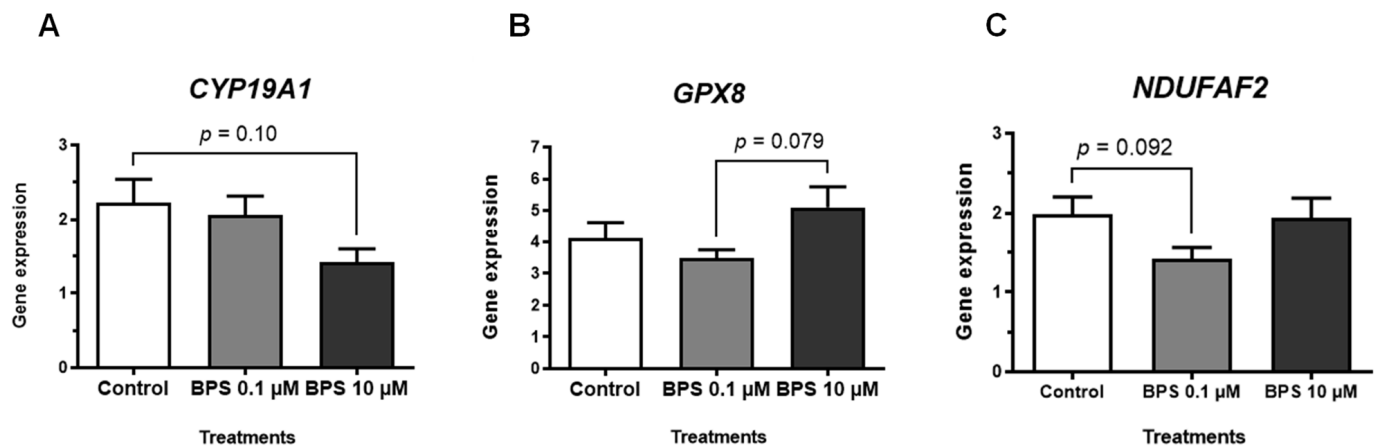 A
CYP19A1
p = 0.10
3
2
1
0
Gene expression
Control BPS 0.1 µM BPS 10 µM
Treatments
B
GPX8
p = 0.079
7
6
5
4
3
2
1
0
Gene expression
Control BPS 0.1 µM BPS 10 µM
Treatments
C
NDUFAF2
p = 0.092
3
2
1
0
Gene expression
Control BPS 0.1 µM BPS 10 µM
Treatments